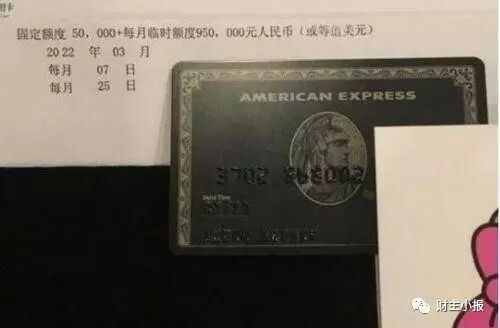 用卡
固定额度 50,000+每月临时额度950,000元人民币(或等值美元)
2022 年 03 月
每月 07 日
每月 25 日
AMERICAN EXPRESS
财主小报